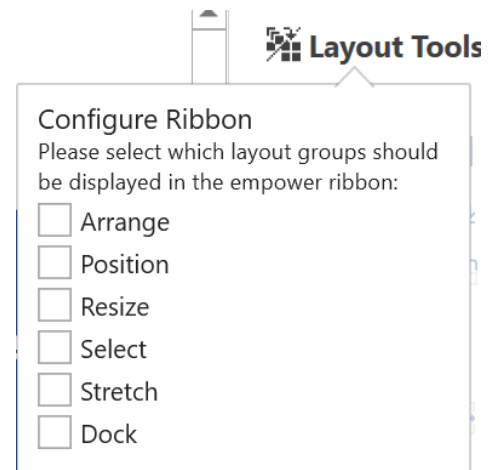 Layout Tools
Configure Ribbon
Please select which layout groups should
be displayed in the empower ribbon:
Arrange
Position
Resize
Select
Stretch
Dock